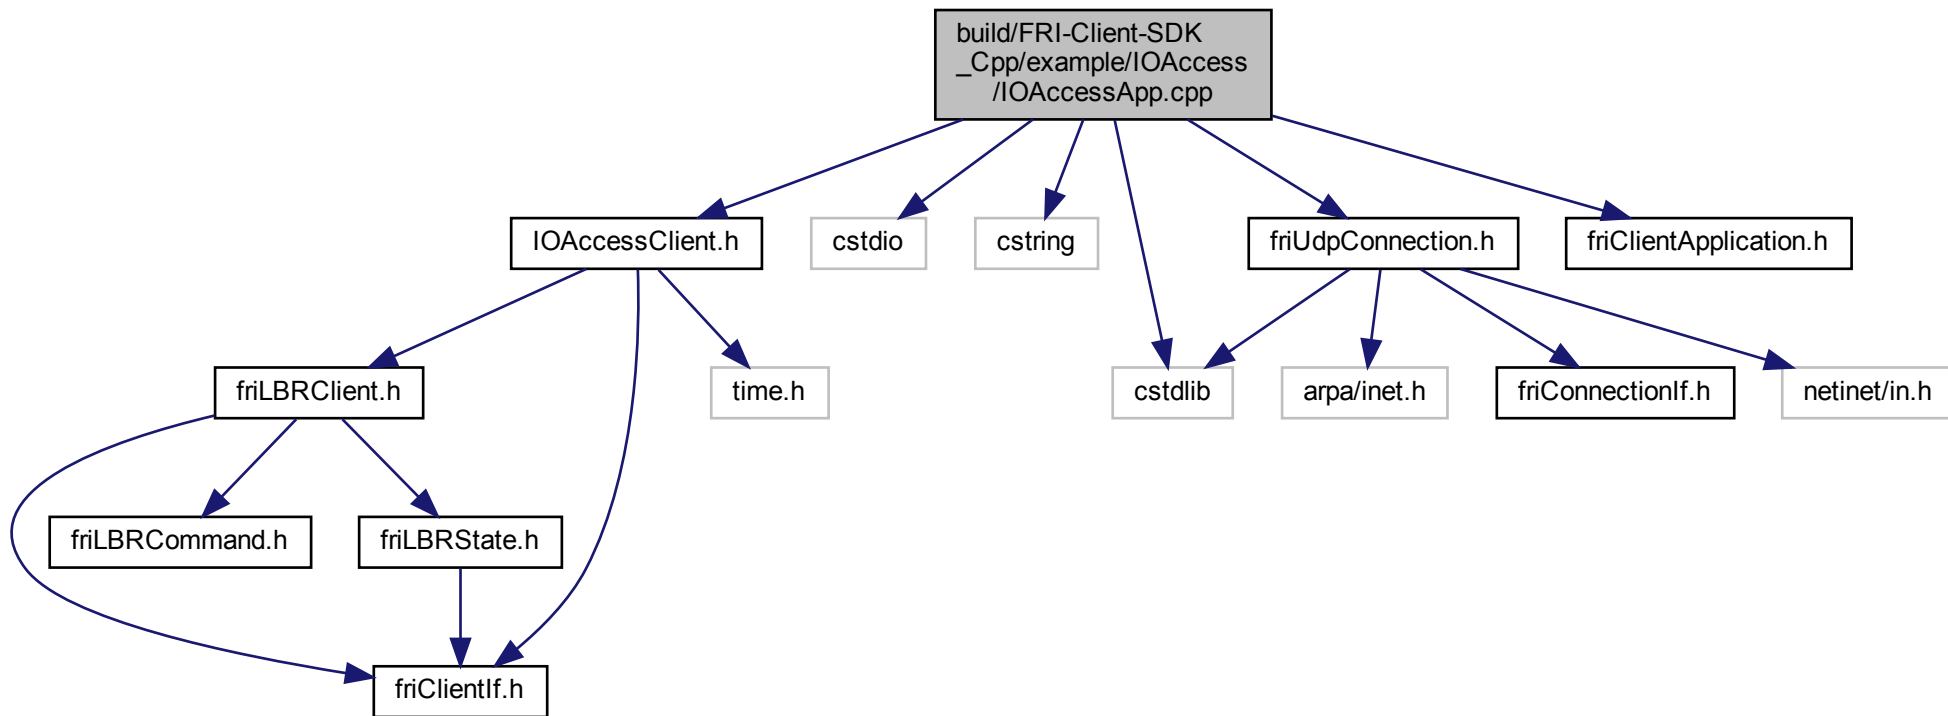 build/FRI-Client-SDK
_Cpp/example/IOAccess
/IOAccessApp.cpp
IOAccessClient.h
cstdio
cstring
friUdpConnection.h
friClientApplication.h
friLBRClient.h
time.h
cstdlib
arpa/inet.h
friConnectionIf.h
netinet/in.h
friLBRCommand.h
friLBRState.h
friClientIf.h